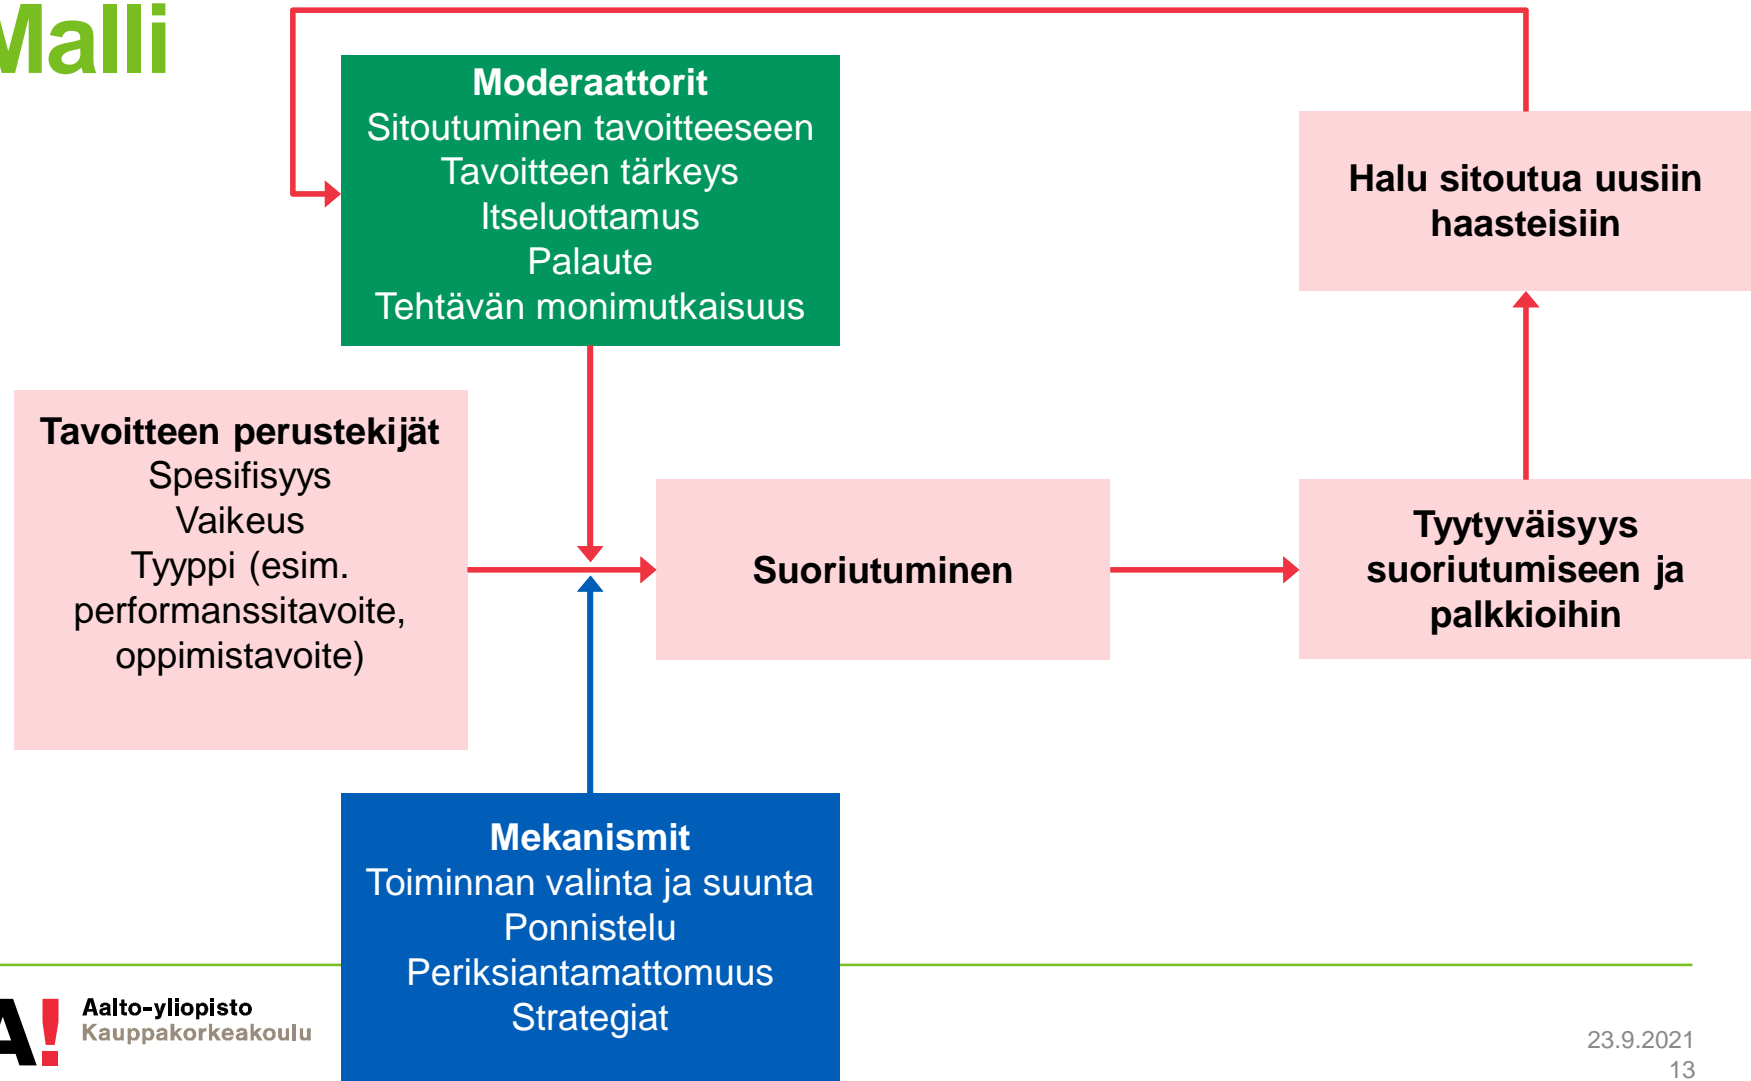 Malli
Moderaattorit
Sitoutuminen tavoitteeseen
Tavoitteen tärkeys
Itseluottamus
Palaute
Tehtävän monimutkaisuus
Halu sitoutua uusiin
haasteisiin
Tavoitteen perustekijät
Spesifisyys
Vaikeus
Tyyppi (esim.
performanssitavoite,
oppimistavoite)
Suoriutuminen
Tyytyväisyys
suoriutumiseen ja
palkkioihin
Mekanismit
Toiminnan valinta ja suunta
Ponnistelu
Periksiantamattomuus
Strategiat
A!
Aalto-yliopisto
Kauppakorkeakoulu
23.9.2021
13